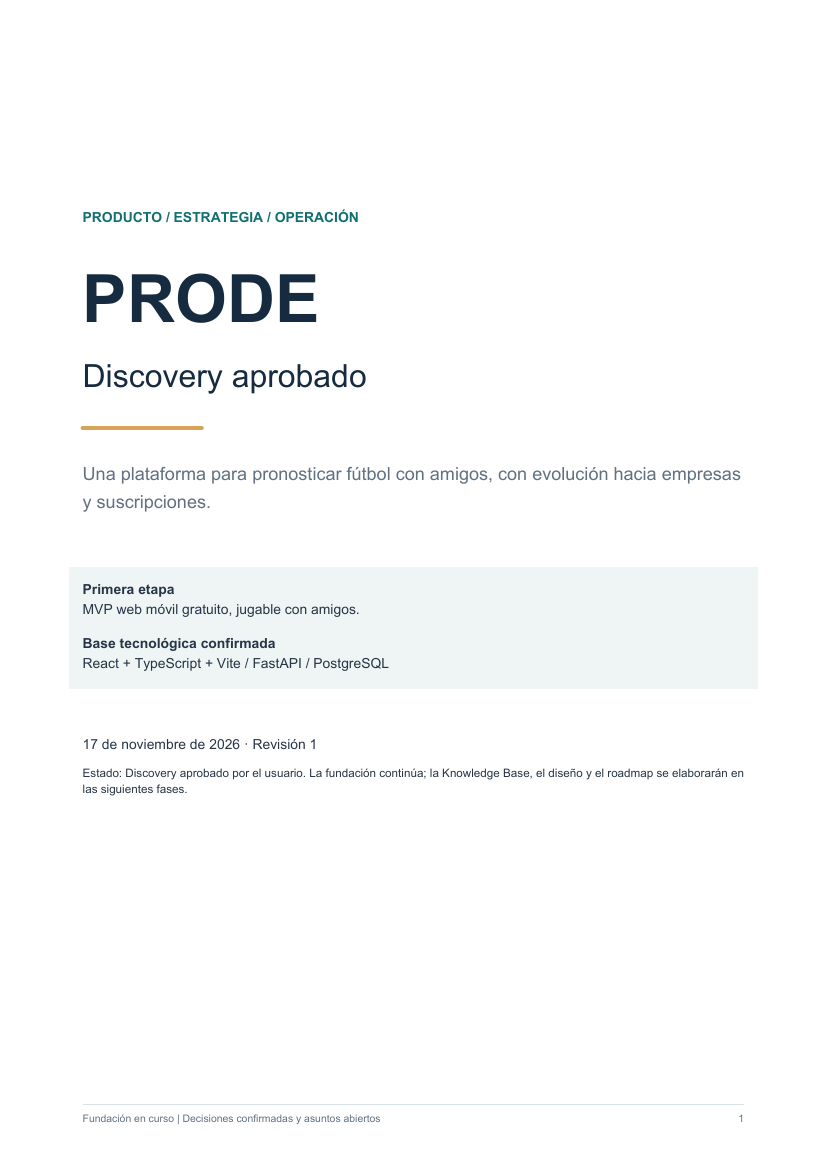 PRODUCTO / ESTRATEGIA / OPERACIÓN
PRODE
Discovery aprobado
Una plataforma para pronosticar fútbol con amigos, con evolución hacia empresas
y suscripciones.
Primera etapa
MVP web móvil gratuito, jugable con amigos.
Base tecnológica confirmada
React + TypeScript + Vite / FastAPI / PostgreSQL
17 de noviembre de 2026 · Revisión 1
Estado: Discovery aprobado por el usuario. La fundación continúa; la Knowledge Base, el diseño y el roadmap se elaborarán en
las siguientes fases.
Fundación en curso | Decisiones confirmadas y asuntos abiertos 1